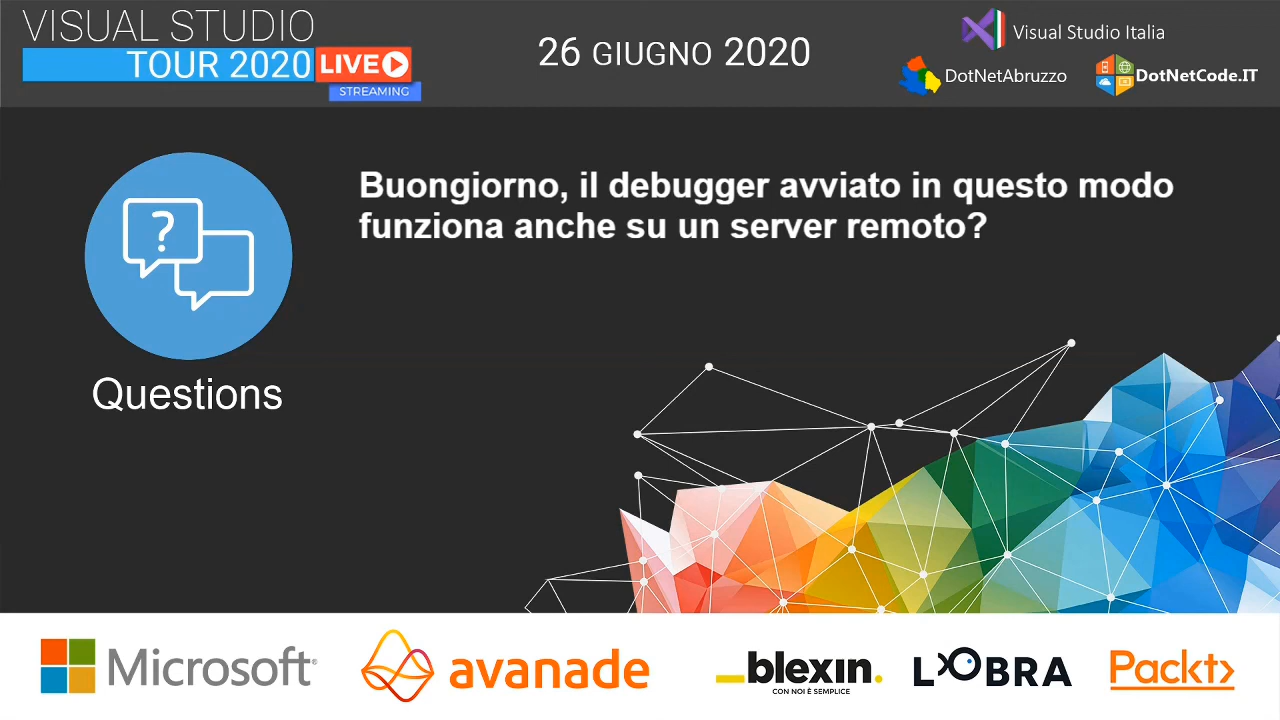 VISUAL STUDIO
TOUR 2020 LIVE
STREAMING
26 GIUGNO 2020
Visual Studio Italia
DotNetAbruzzo
DotNetCode.IT
?
Questions
Buongiorno, il debugger avviato in questo modo
funziona anche su un server remoto?
Microsoft
avanade
blexin.
CON NOI È SEMPLICE
LOBRA
Packt